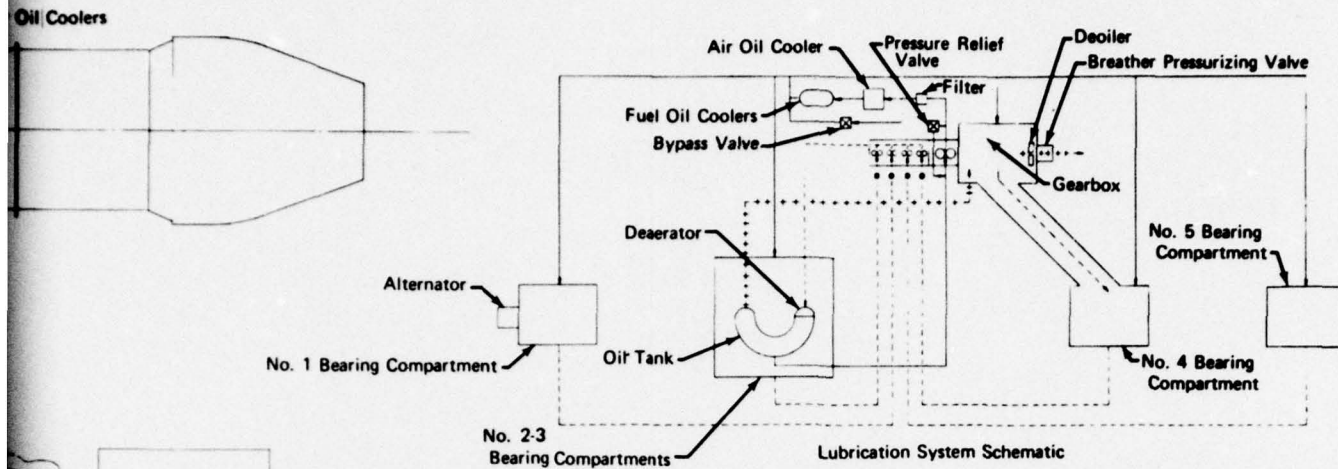 Oil Coolers
Air Oil Cooler
Pressure Relief
Valve
Deoiler
Breather Pressurizing Valve
Filter
Fuel Oil Coolers
Bypass Valve
Gearbox
No. 5 Bearing
Compartment
Deaerator
Alternator
Oil Tank
No. 1 Bearing Compartment
No. 4 Bearing
Compartment
No. 2-3
Bearing Compartments
Lubrication System Schematic